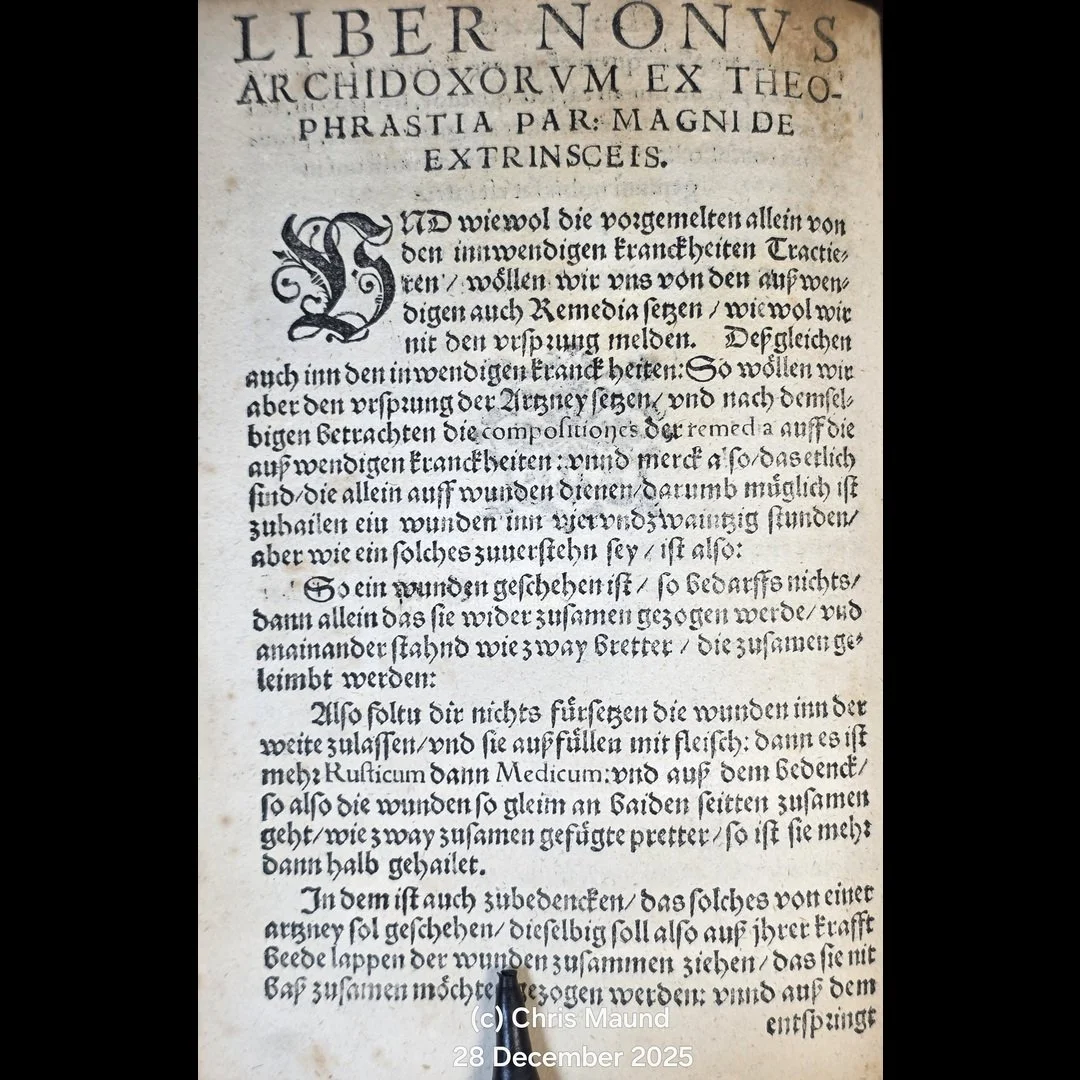 LIBER NONVS
ARCHIDOXORVM EX THEO-
PHRASTIA PAR: MAGNI DE
EXTRINSCEIS.
VND wiewol die vorgemelten allein von
den innwendigen kranckheiten Tractie-
ren / wöllen wir vns von den außwen-
digen auch Remedia setzen / wiewol wir
nit den vrsprung melden. Deßgleichen
auch inn den inwendigen kranckheiten: So wöllen wir
aber den vrsprung der Artzney setzen / vnd nach demsel-
bigen betrachten die compositiones der remedia auff die
außwendigen kranckheiten: vnnd merck also / das etlich
sind / die allein auff wunden dienen / darumb müglich ist
zuhailen ein wunden inn viervndzwaintzig stunden /
aber wie ein solches zuuerstehn sey / ist also:
So ein wunden geschehen ist / so bedarffs nichts /
dann allein das sie wider zusamen gezogen werde / vnd
anainander stahnd wie zway bretter / die zusamen ge-
leimbt werden:
Also soltu dir nichts fürsetzen die wunden inn der
weite zulassen / vnd sie außfüllen mit fleisch: dann es ist
mehr Rusticum dann Medicum: vnd auß dem bedenck /
so also die wunden so gleim an baiden seitten zusamen
geht / wie zway zusamen gefügte pretter / so ist sie mehr
dann halb gehailet.
In dem ist auch zübedencken / das solches von einer
artzney sol geschehen / dieselbig soll also auß jhrer krafft
beede lappen der wunden zusammen ziehen / das sie nit
baß zusamen möchte gezogen werden: vnnd auß dem
entspringt
(c) Chris Maund
28 December 2025